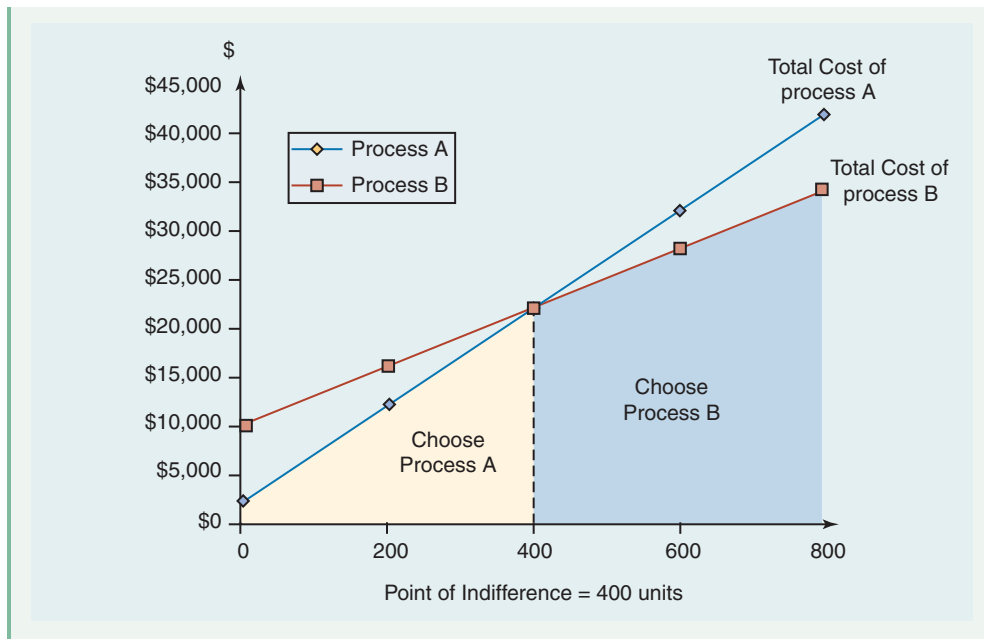 $
$45,000
$40,000
$35,000
$30,000
$25,000
$20,000
$15,000
$10,000
$5,000
$0
Process A
Process B
Total Cost of
process A
Total Cost of
process B
Choose
Process A
Choose
Process B
0 200 400 600 800
Point of Indifference = 400 units